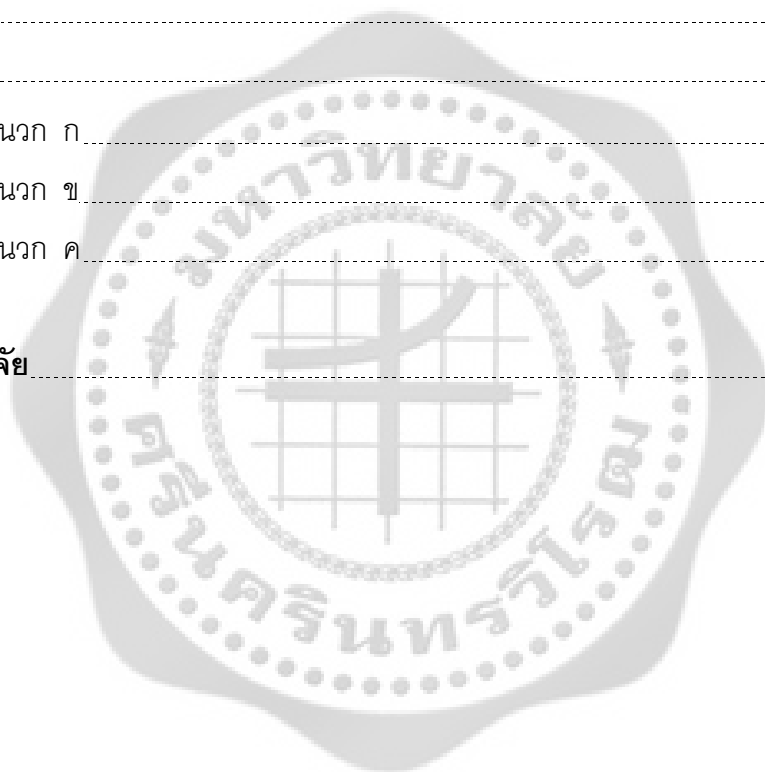 นวก ก
นวก ข
นวก ค
จัย
มหาวิทยาลัย
ศรีนครินทรวิโรฒ